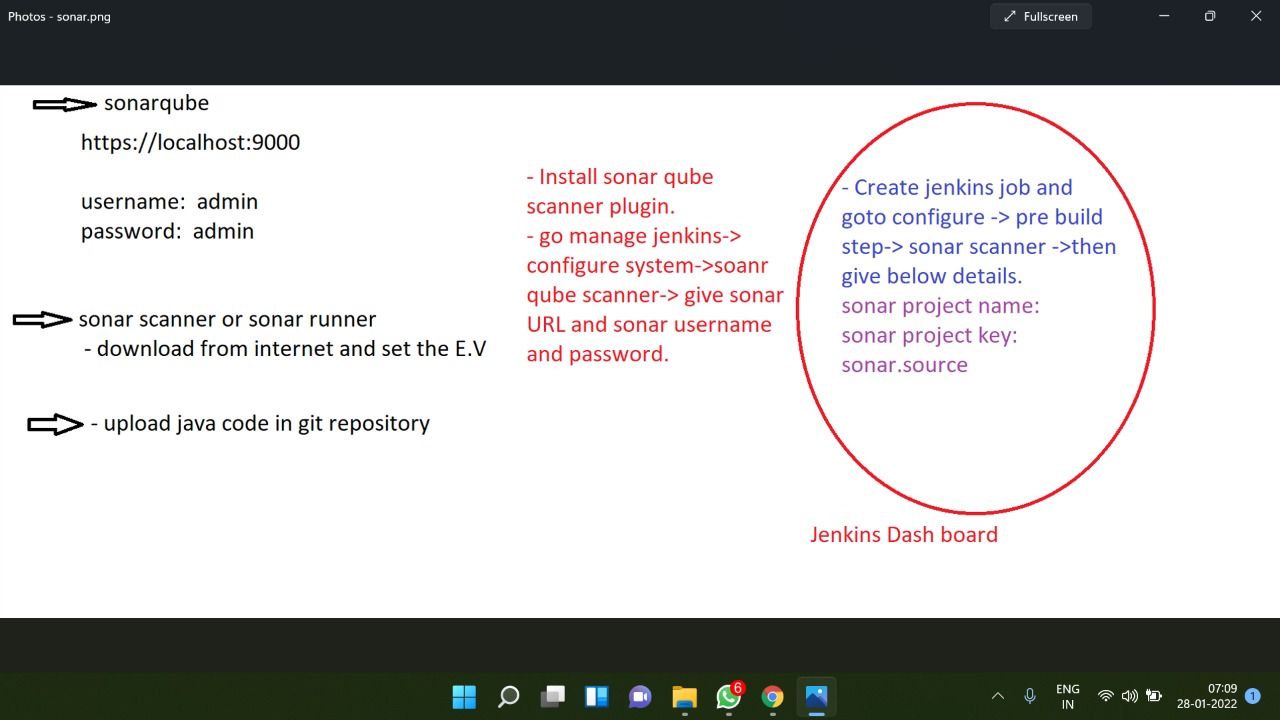 Photos - sonar.png
Fullscreen
sonarqube
https://localhost:9000
username:  admin
password:  admin
sonar scanner or sonar runner
- download from internet and set the E.V
- upload java code in git repository
- Install sonar qube
scanner plugin.
- go manage jenkins->
configure system->soanr
qube scanner-> give sonar
URL and sonar username
and password.
- Create jenkins job and
goto configure -> pre build
step-> sonar scanner ->then
give below details.
sonar project name:
sonar project key:
sonar.source
Jenkins Dash board
6
ENG
IN
07:09
28-01-2022
1